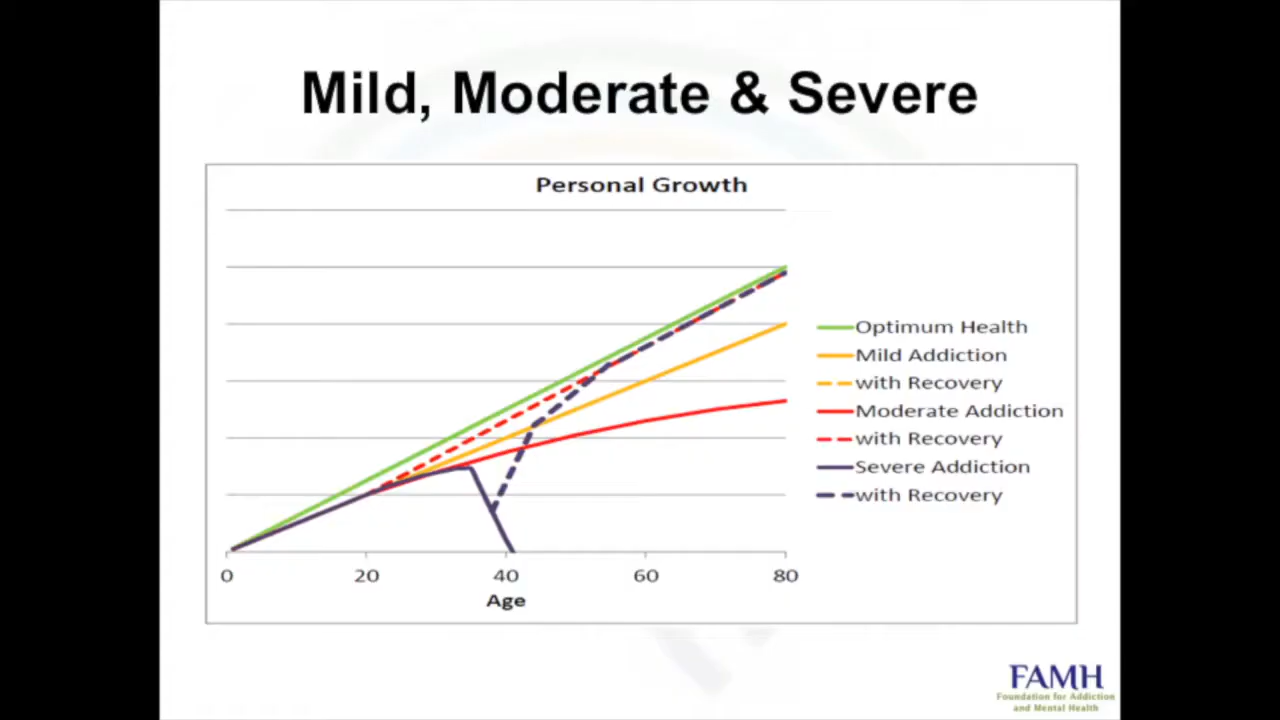 Mild, Moderate & Severe
Personal Growth
Optimum Health
Mild Addiction
with Recovery
Moderate Addiction
with Recovery
Severe Addiction
with Recovery
0 20 40 60 80
Age
FAMH
Foundation for Addiction
and Mental Health